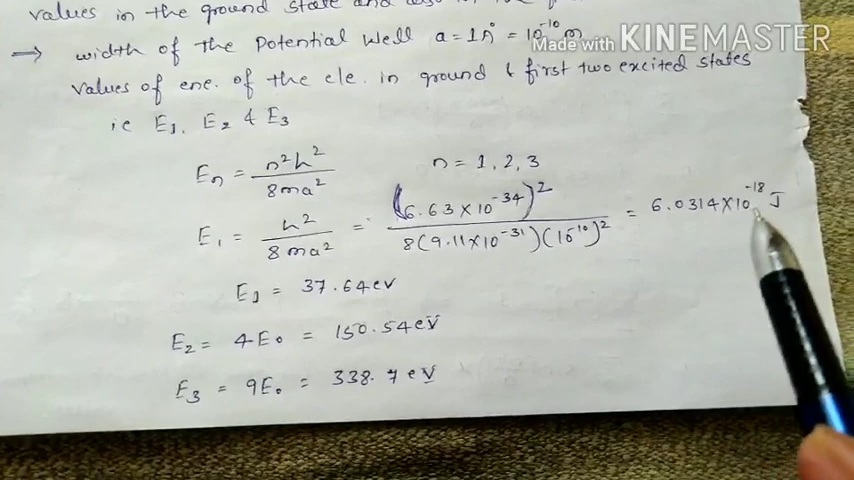 values in the ground state and also in
→ width of the potential well a = 1A° = 10⁻¹⁰ m
Made with KINEMASTER
values of ene. of the ele. in ground & first two excited states
ie E₁, E₂ & E₃
Eₙ = n²h² / 8ma² n = 1, 2, 3
E₁ = h² / 8ma² = (6.63 × 10⁻³⁴)² / 8(9.11×10⁻³¹)(10⁻¹⁰)² = 6.0314×10⁻¹⁸ J
E₁ = 37.64 ev
E₂ = 4E₀ = 150.54 ev
E₃ = 9E₀ = 338.7 ev